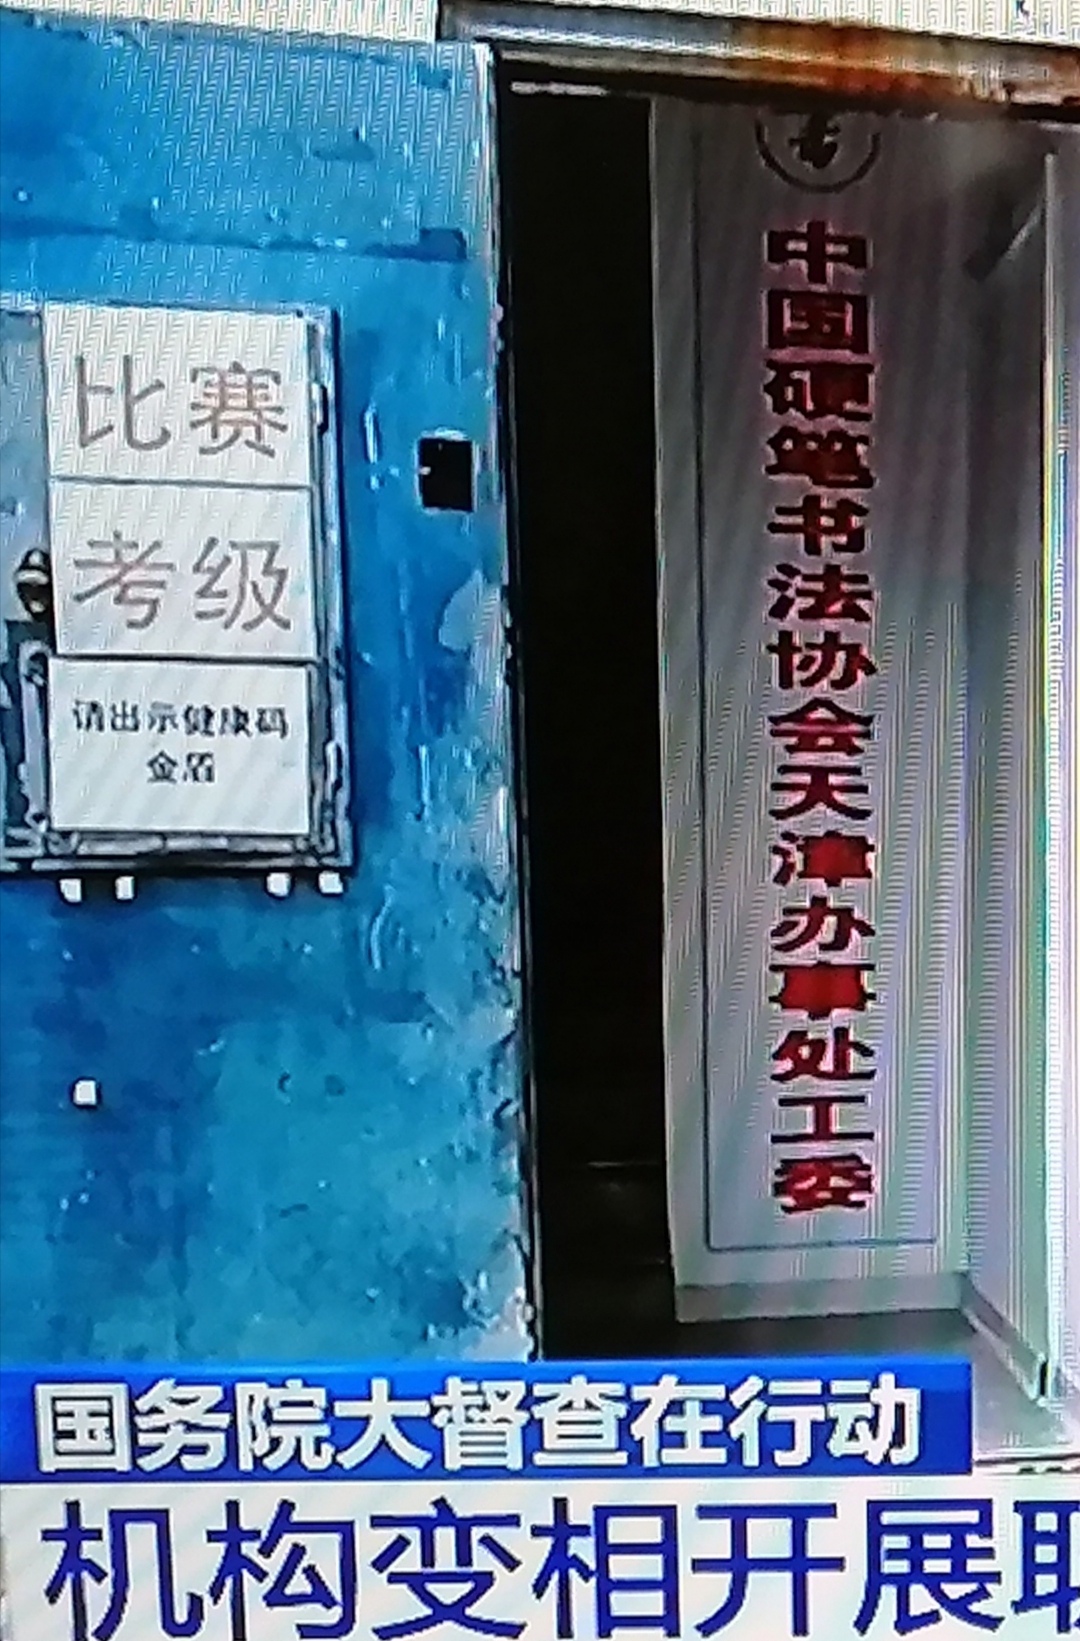 比赛
考级
请出示健康码
金盾
中国硬笔书法协会天津办事处工委
国务院大督查在行动
机构变相开展